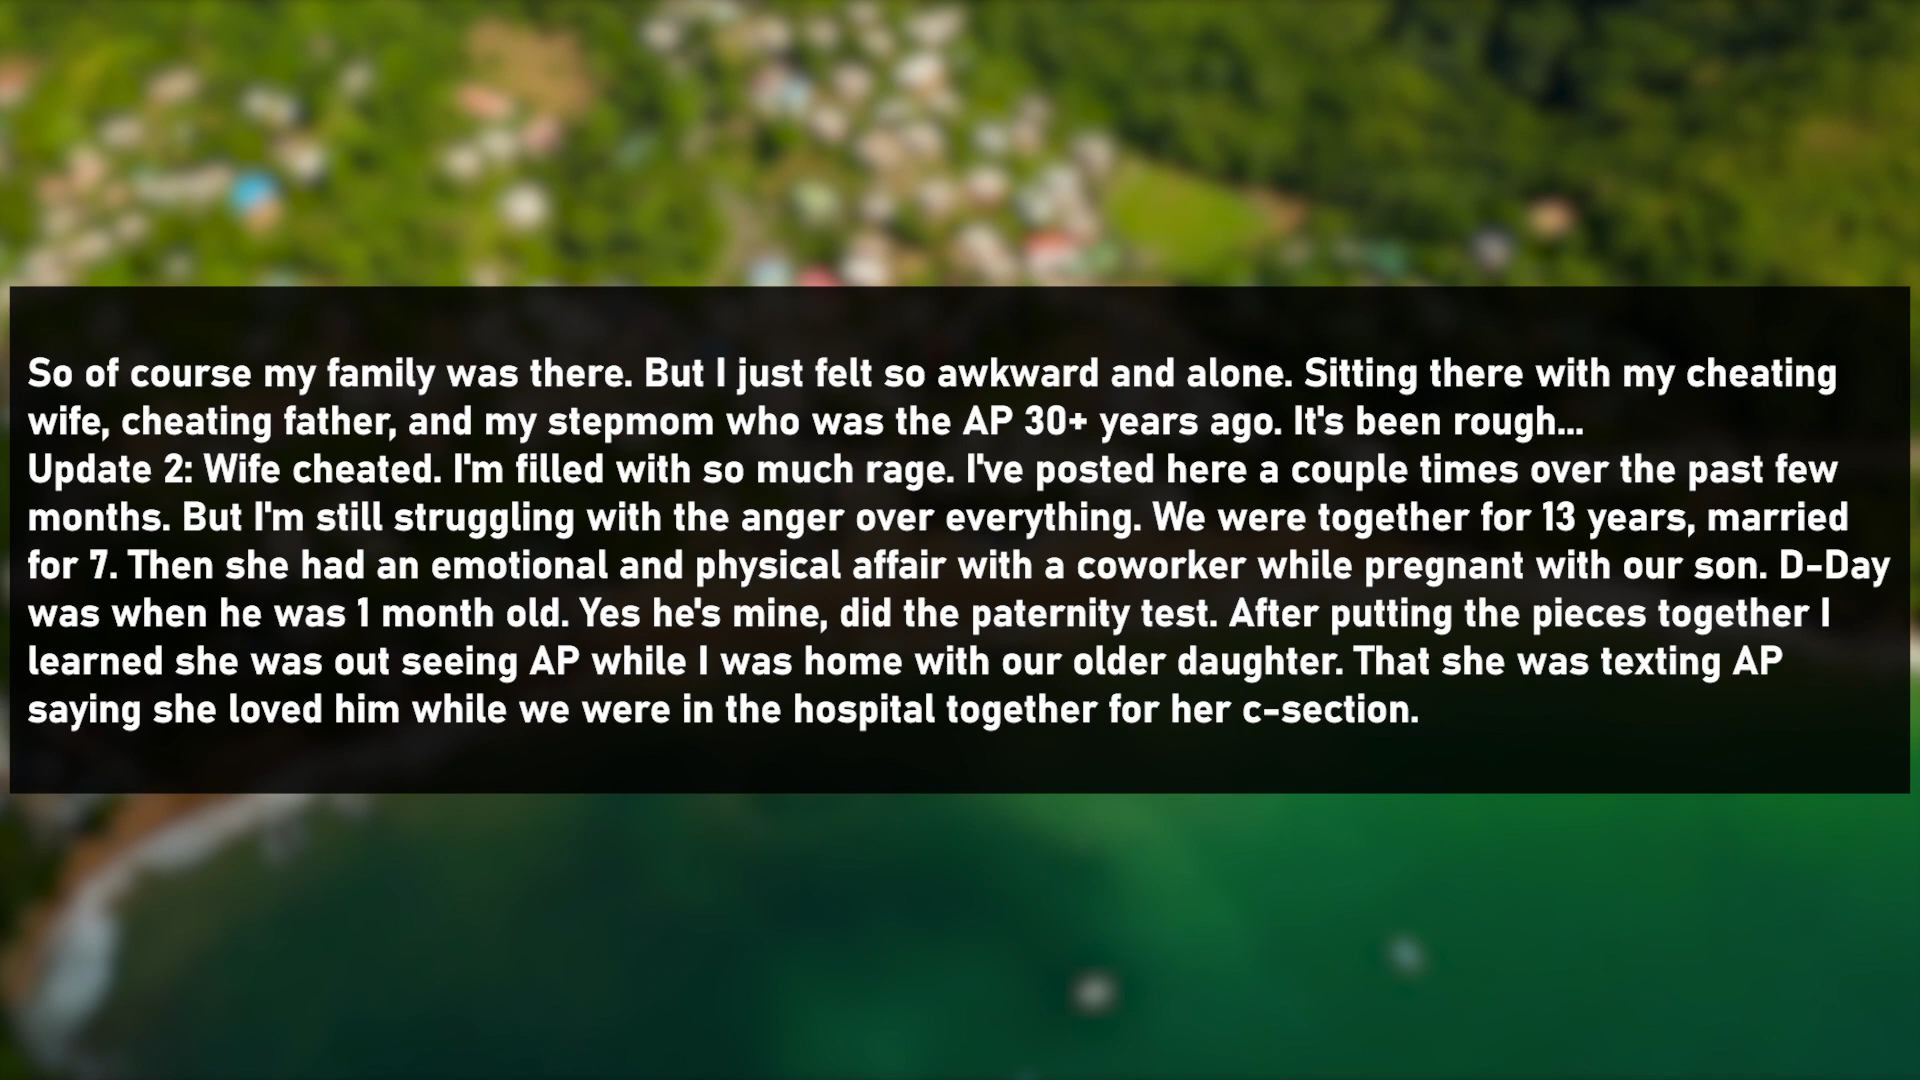 So of course my family was there. But I just felt so awkward and alone. Sitting there with my cheating
wife, cheating father, and my stepmom who was the AP 30+ years ago. It's been rough...
Update 2: Wife cheated. I'm filled with so much rage. I've posted here a couple times over the past few
months. But I'm still struggling with the anger over everything. We were together for 13 years, married
for 7. Then she had an emotional and physical affair with a coworker while pregnant with our son. D-Day
was when he was 1 month old. Yes he's mine, did the paternity test. After putting the pieces together I
learned she was out seeing AP while I was home with our older daughter. That she was texting AP
saying she loved him while we were in the hospital together for her c-section.